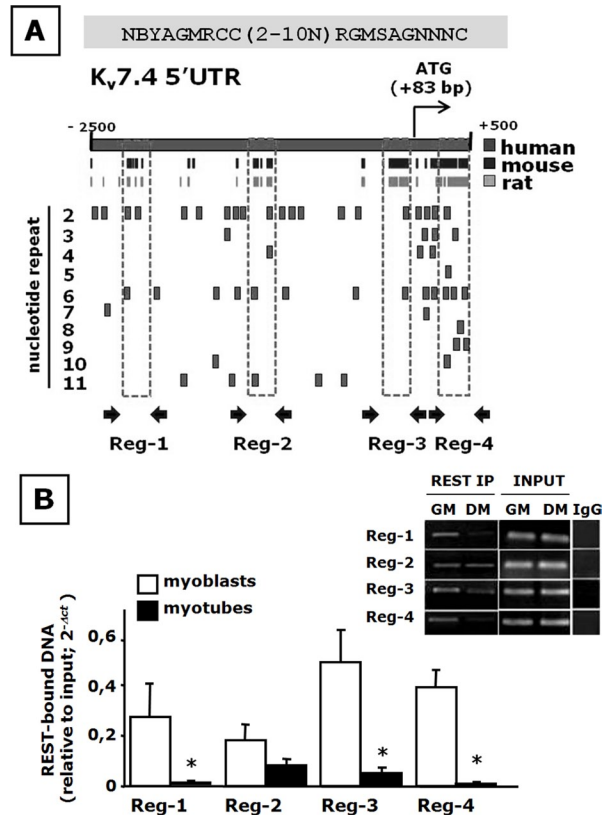 A
NBYAGMRCC(2-10N)RGMSAGNNNC
Kv7.4 5'UTR
ATG
(+83 bp)
- 2500
+500
human
mouse
rat
nucleotide repeat
2
3
4
5
6
7
8
9
10
11
Reg-1 Reg-2 Reg-3 Reg-4
B
REST IP INPUT
GM DM GM DM IgG
Reg-1
Reg-2
Reg-3
Reg-4
myoblasts
myotubes
REST-bound DNA
(relative to input; 2-Δct)
0,6
0,4
0,2
0
* * *
Reg-1 Reg-2 Reg-3 Reg-4